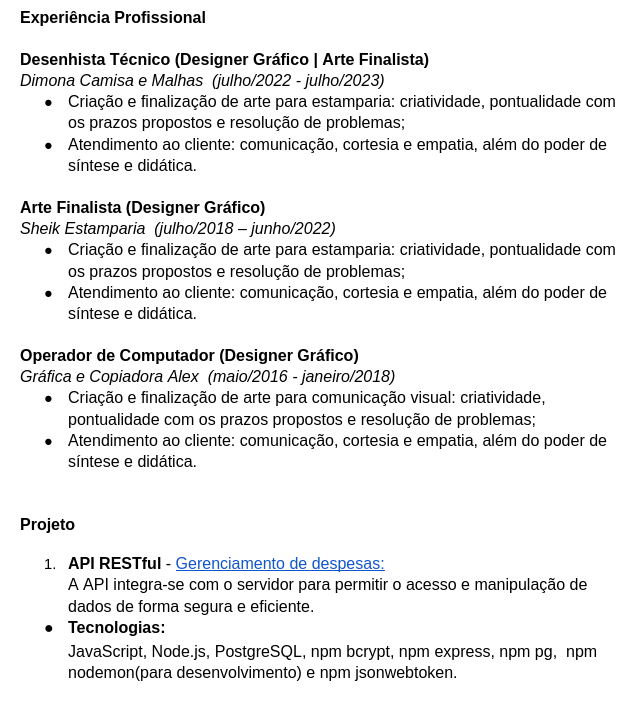 Experiência Profissional
Desenhista Técnico (Designer Gráfico | Arte Finalista)
Dimona Camisa e Malhas  (julho/2022 - julho/2023)
● Criação e finalização de arte para estamparia: criatividade, pontualidade com
os prazos propostos e resolução de problemas;
● Atendimento ao cliente: comunicação, cortesia e empatia, além do poder de
síntese e didática.
Arte Finalista (Designer Gráfico)
Sheik Estamparia  (julho/2018 – junho/2022)
● Criação e finalização de arte para estamparia: criatividade, pontualidade com
os prazos propostos e resolução de problemas;
● Atendimento ao cliente: comunicação, cortesia e empatia, além do poder de
síntese e didática.
Operador de Computador (Designer Gráfico)
Gráfica e Copiadora Alex  (maio/2016 - janeiro/2018)
● Criação e finalização de arte para comunicação visual: criatividade,
pontualidade com os prazos propostos e resolução de problemas;
● Atendimento ao cliente: comunicação, cortesia e empatia, além do poder de
síntese e didática.
Projeto
1. API RESTful - Gerenciamento de despesas:
A API integra-se com o servidor para permitir o acesso e manipulação de
dados de forma segura e eficiente.
● Tecnologias:
JavaScript, Node.js, PostgreSQL, npm bcrypt, npm express, npm pg,  npm
nodemon(para desenvolvimento) e npm jsonwebtoken.